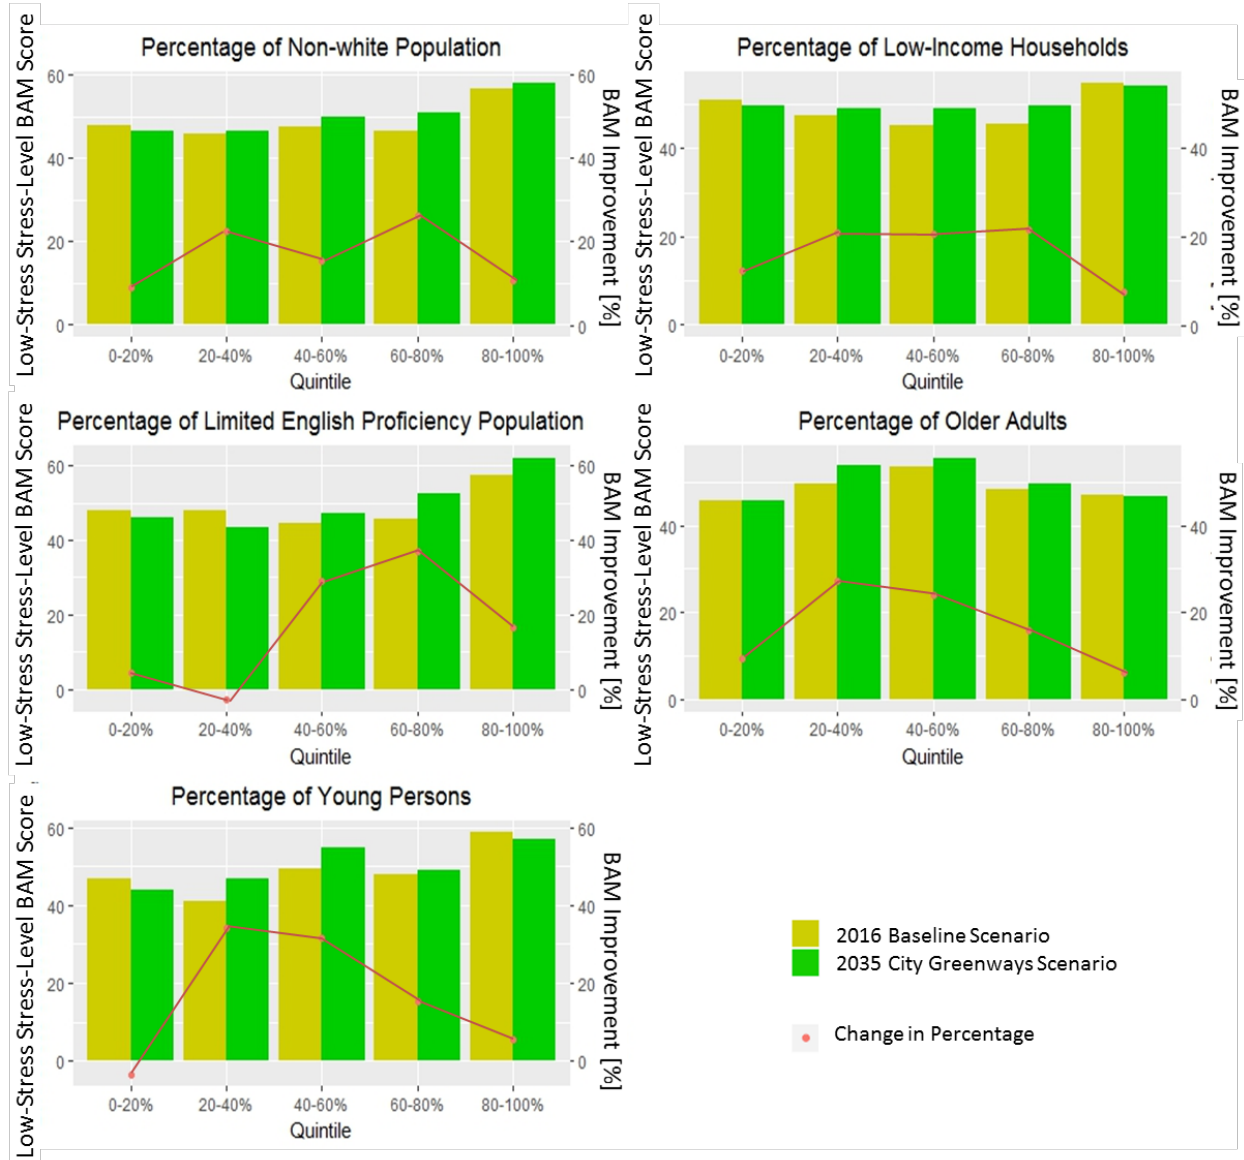 Percentage of Non-white Population
Low-Stress Stress-Level BAM Score
60
40
20
0
60
40
20
0
BAM Improvement [%]
0-20% 20-40% 40-60% 60-80% 80-100%
Quintile
Percentage of Low-Income Households
Low-Stress Stress-Level BAM Score
40
20
0
40
20
0
BAM Improvement [%]
0-20% 20-40% 40-60% 60-80% 80-100%
Quintile
Percentage of Limited English Proficiency Population
Low-Stress Stress-Level BAM Score
60
40
20
0
60
40
20
0
BAM Improvement [%]
0-20% 20-40% 40-60% 60-80% 80-100%
Quintile
Percentage of Older Adults
Low-Stress Stress-Level BAM Score
40
20
0
40
20
0
BAM Improvement [%]
0-20% 20-40% 40-60% 60-80% 80-100%
Quintile
Percentage of Young Persons
Low-Stress Stress-Level BAM Score
60
40
20
0
60
40
20
0
BAM Improvement [%]
0-20% 20-40% 40-60% 60-80% 80-100%
Quintile
2016 Baseline Scenario
2035 City Greenways Scenario
Change in Percentage